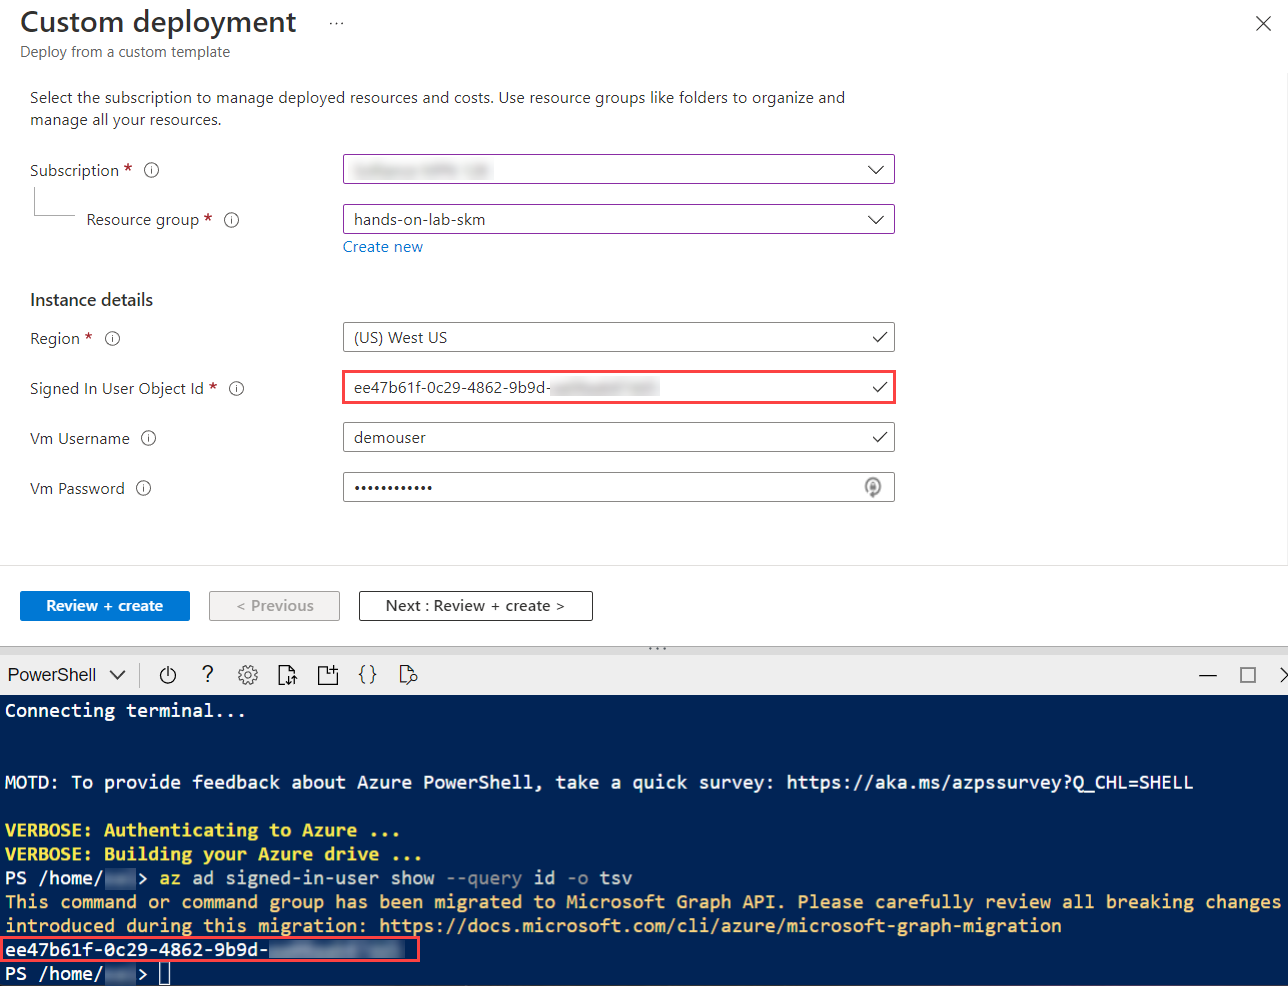 Custom deployment ...
Deploy from a custom template
Select the subscription to manage deployed resources and costs. Use resource groups like folders to organize and
manage all your resources.
Subscription *
Resource group * hands-on-lab-skm
Create new
Instance details
Region * (US) West US
Signed In User Object Id * ee47b61f-0c29-4862-9b9d-
Vm Username demouser
Vm Password ••••••••••••
Review + create < Previous Next : Review + create >
PowerShell ? {}
Connecting terminal...
MOTD: To provide feedback about Azure PowerShell, take a quick survey: https://aka.ms/azpssurvey?Q_CHL=SHELL
VERBOSE: Authenticating to Azure ...
VERBOSE: Building your Azure drive ...
PS /home/ > az ad signed-in-user show --query id -o tsv
This command or command group has been migrated to Microsoft Graph API. Please carefully review all breaking changes
introduced during this migration: https://docs.microsoft.com/cli/azure/microsoft-graph-migration
ee47b61f-0c29-4862-9b9d-
PS /home/ >